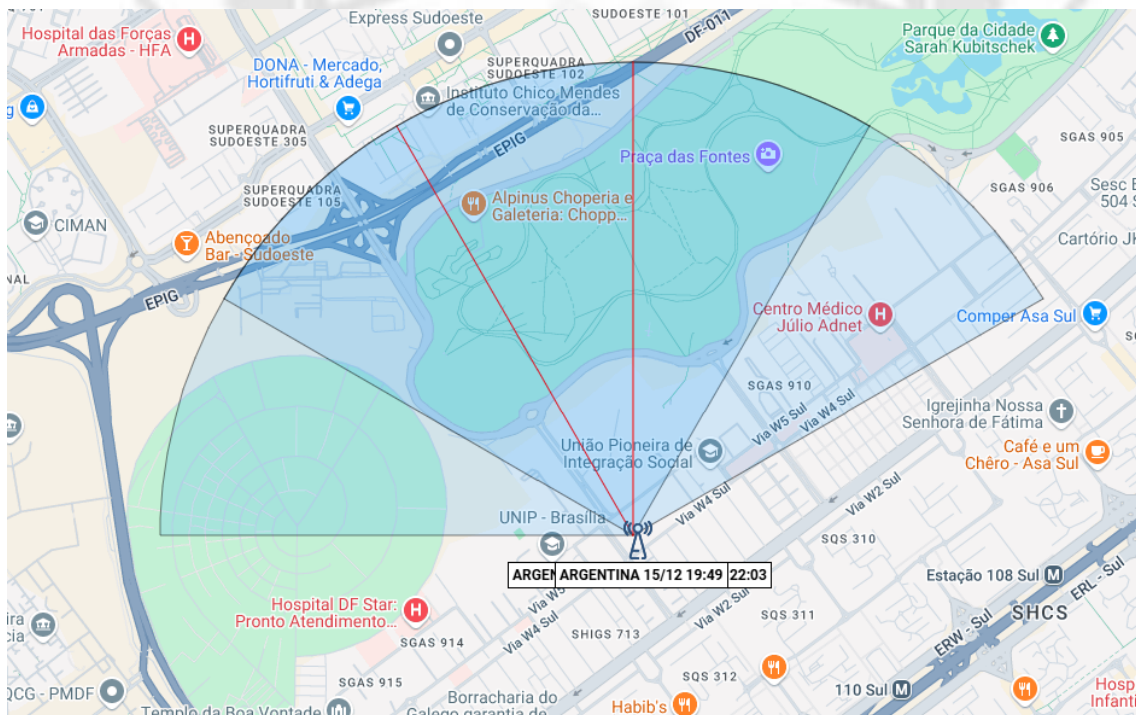 SUDOESTE 101
Express Sudoeste
Hospital das Forças
Armadas - HFA
DF-011
Parque da Cidade
Sarah Kubitschek
DONA - Mercado,
Hortifruti & Adega
SUPERQUADRA
SUDOESTE 102
Instituto Chico Mendes
de Conservação da...
SUPERQUADRA
SUDOESTE 305
EPIG
Praça das Fontes
SGAS 905
SUPERQUADRA
SUDOESTE 105
Alpinus Choperia e
Galeteria: Chopp...
SGAS 906
CIMAN
Abençoado
Bar - Sudoeste
EPIG
Centro Médico
Júlio Adnet
Comper Asa Sul
SGAS 910
Via W5 Sul
Via W4 Sul
Igrejinha Nossa
Senhora de Fátima
União Pioneira de
Integração Social
Café e um
Chêro - Asa Sul
Via W4 Sul
Via W2 Sul
UNIP - Brasília
SQS 310
ARGEN
ARGENTINA 15/12 19:49
22:03
Estação 108 Sul
Hospital DF Star:
Pronto Atendimento...
SGAS 914
Via W5
Via W4 Sul
SHIGS 713
Via W2 Sul
SQS 311
ERW - Sul
ERL - Sul
SHCS
SGAS 915
SQS 312
110 Sul
QCG - PMDF
Templo da Boa Vontade
Borracharia do
Galego garantia de
Habib's